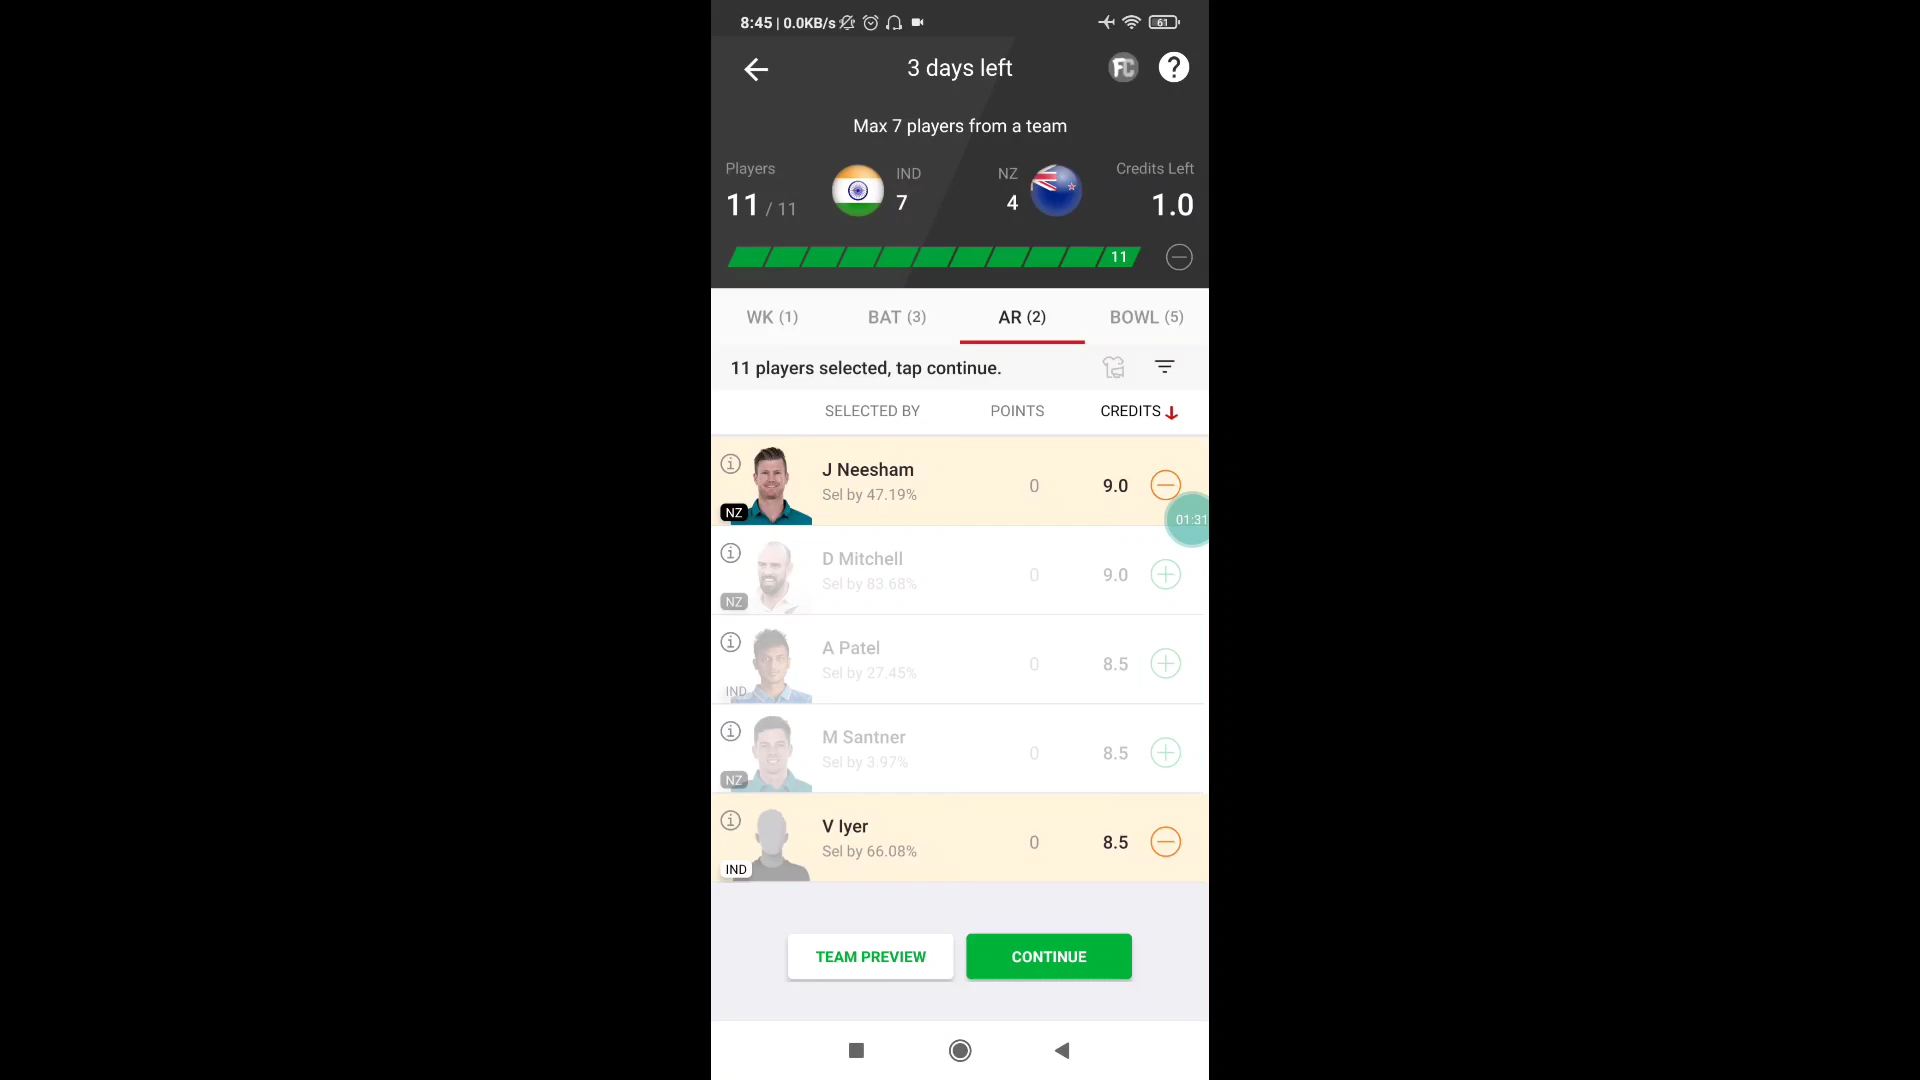 8:45 | 0.0KB/s 61
3 days left FC ?
Max 7 players from a team
Players IND NZ Credits Left
11 / 11 7 4 1.0
11
WK (1) BAT (3) AR (2) BOWL (5)
11 players selected, tap continue.
SELECTED BY POINTS CREDITS
J Neesham
Sel by 47.19% 0 9.0
NZ
01:31
D Mitchell
Sel by 83.68% 0 9.0
NZ
A Patel
Sel by 27.45% 0 8.5
IND
M Santner
Sel by 3.97% 0 8.5
NZ
V Iyer
Sel by 66.08% 0 8.5
IND
TEAM PREVIEW CONTINUE